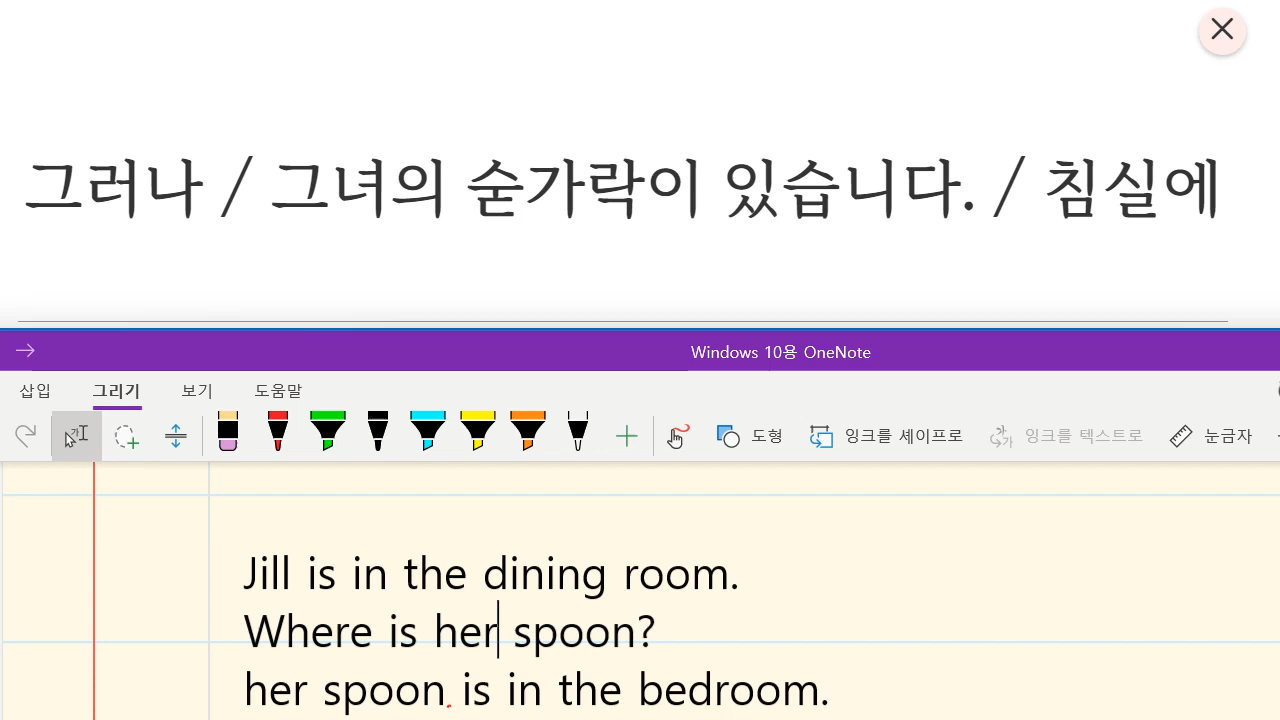 그러나 / 그녀의 숟가락이 있습니다. / 침실에
Windows 10용 OneNote
삽입 그리기 보기 도움말
가 도형 잉크를 셰이프로 잉크를 텍스트로 눈금자
Jill is in the dining room.
Where is her spoon?
her spoon is in the bedroom.